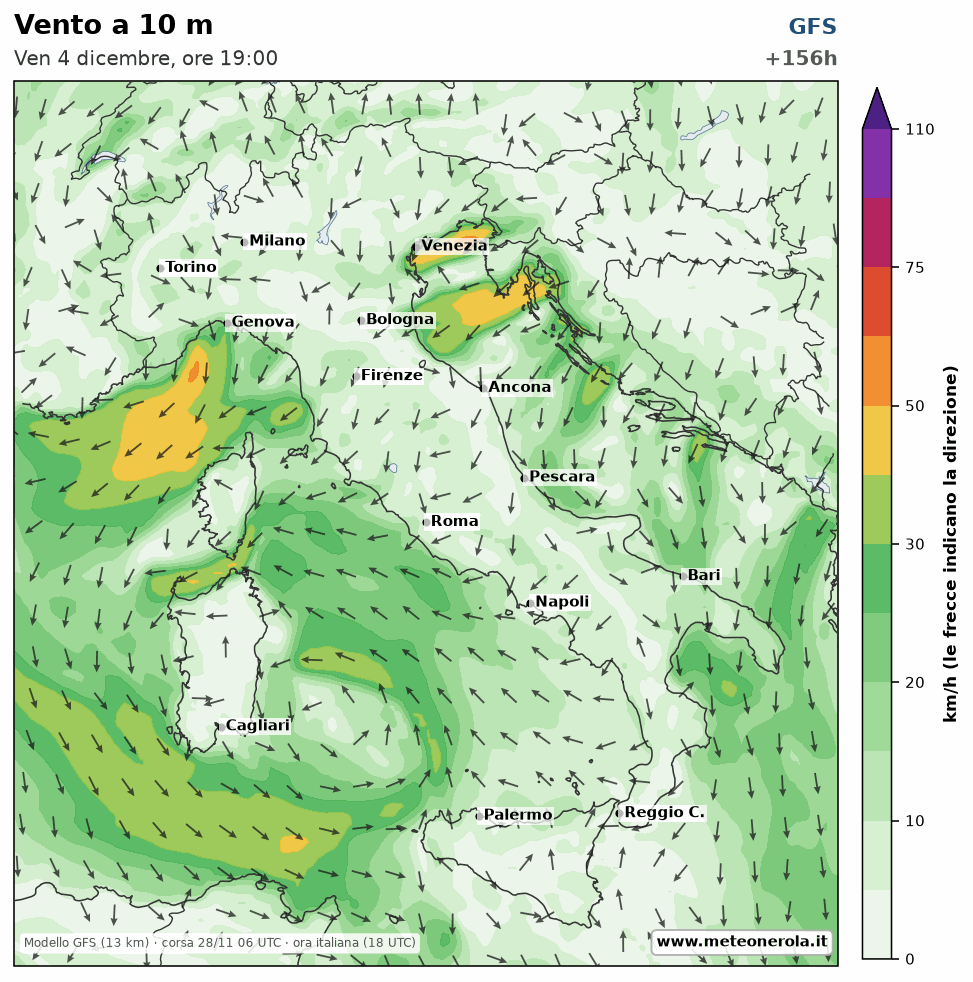 Vento a 10 m
GFS
Ven 4 dicembre, ore 19:00
+156h
110
75
50
30
20
10
0
km/h (le frecce indicano la direzione)
Milano
Venezia
Torino
Genova
Bologna
Firenze
Ancona
Pescara
Roma
Bari
Napoli
Cagliari
Palermo
Reggio C.
Modello GFS (13 km) · corsa 28/11 06 UTC · ora italiana (18 UTC)
www.meteonerola.it